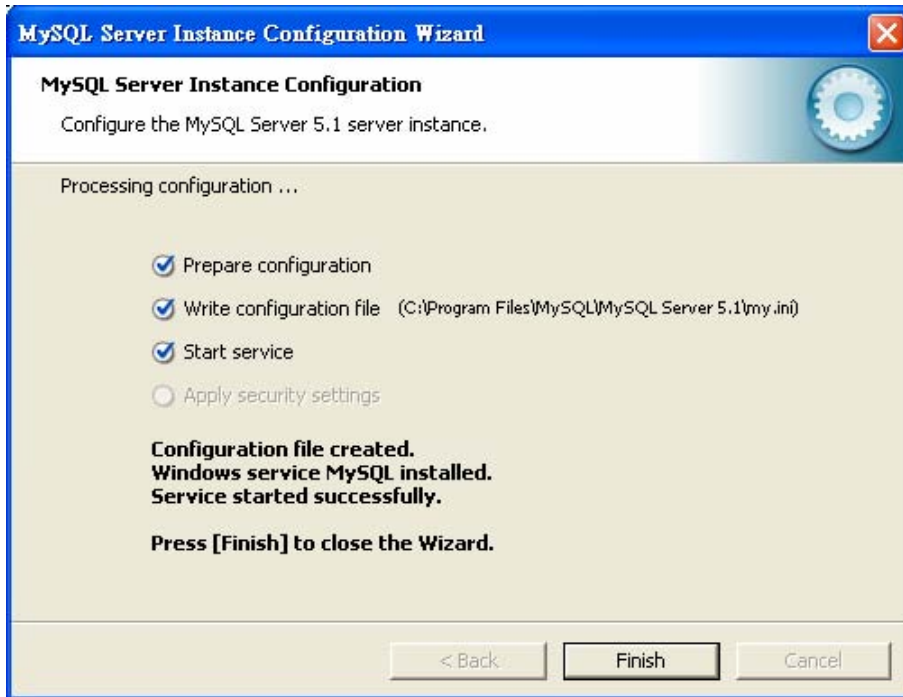 MySQL Server Instance Configuration Wizard
MySQL Server Instance Configuration
Configure the MySQL Server 5.1 server instance.
Processing configuration ...
Prepare configuration
Write configuration file (C:\Program Files\MySQL\MySQL Server 5.1\my.ini)
Start service
Apply security settings
Configuration file created.
Windows service MySQL installed.
Service started successfully.
Press [Finish] to close the Wizard.
< Back Finish Cancel